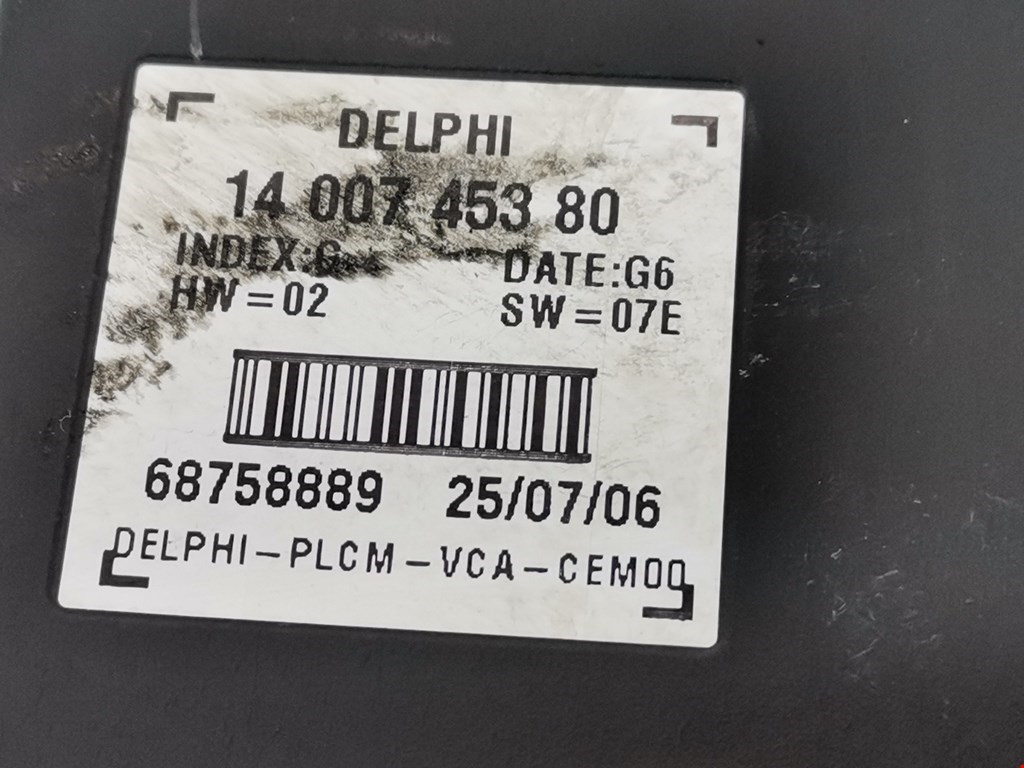 DELPHI
14 007 453 80
INDEX:G
DATE:G6
HW=02
SW=07E
68758889 25/07/06
DELPHI-PLCM-VCA-CEM00